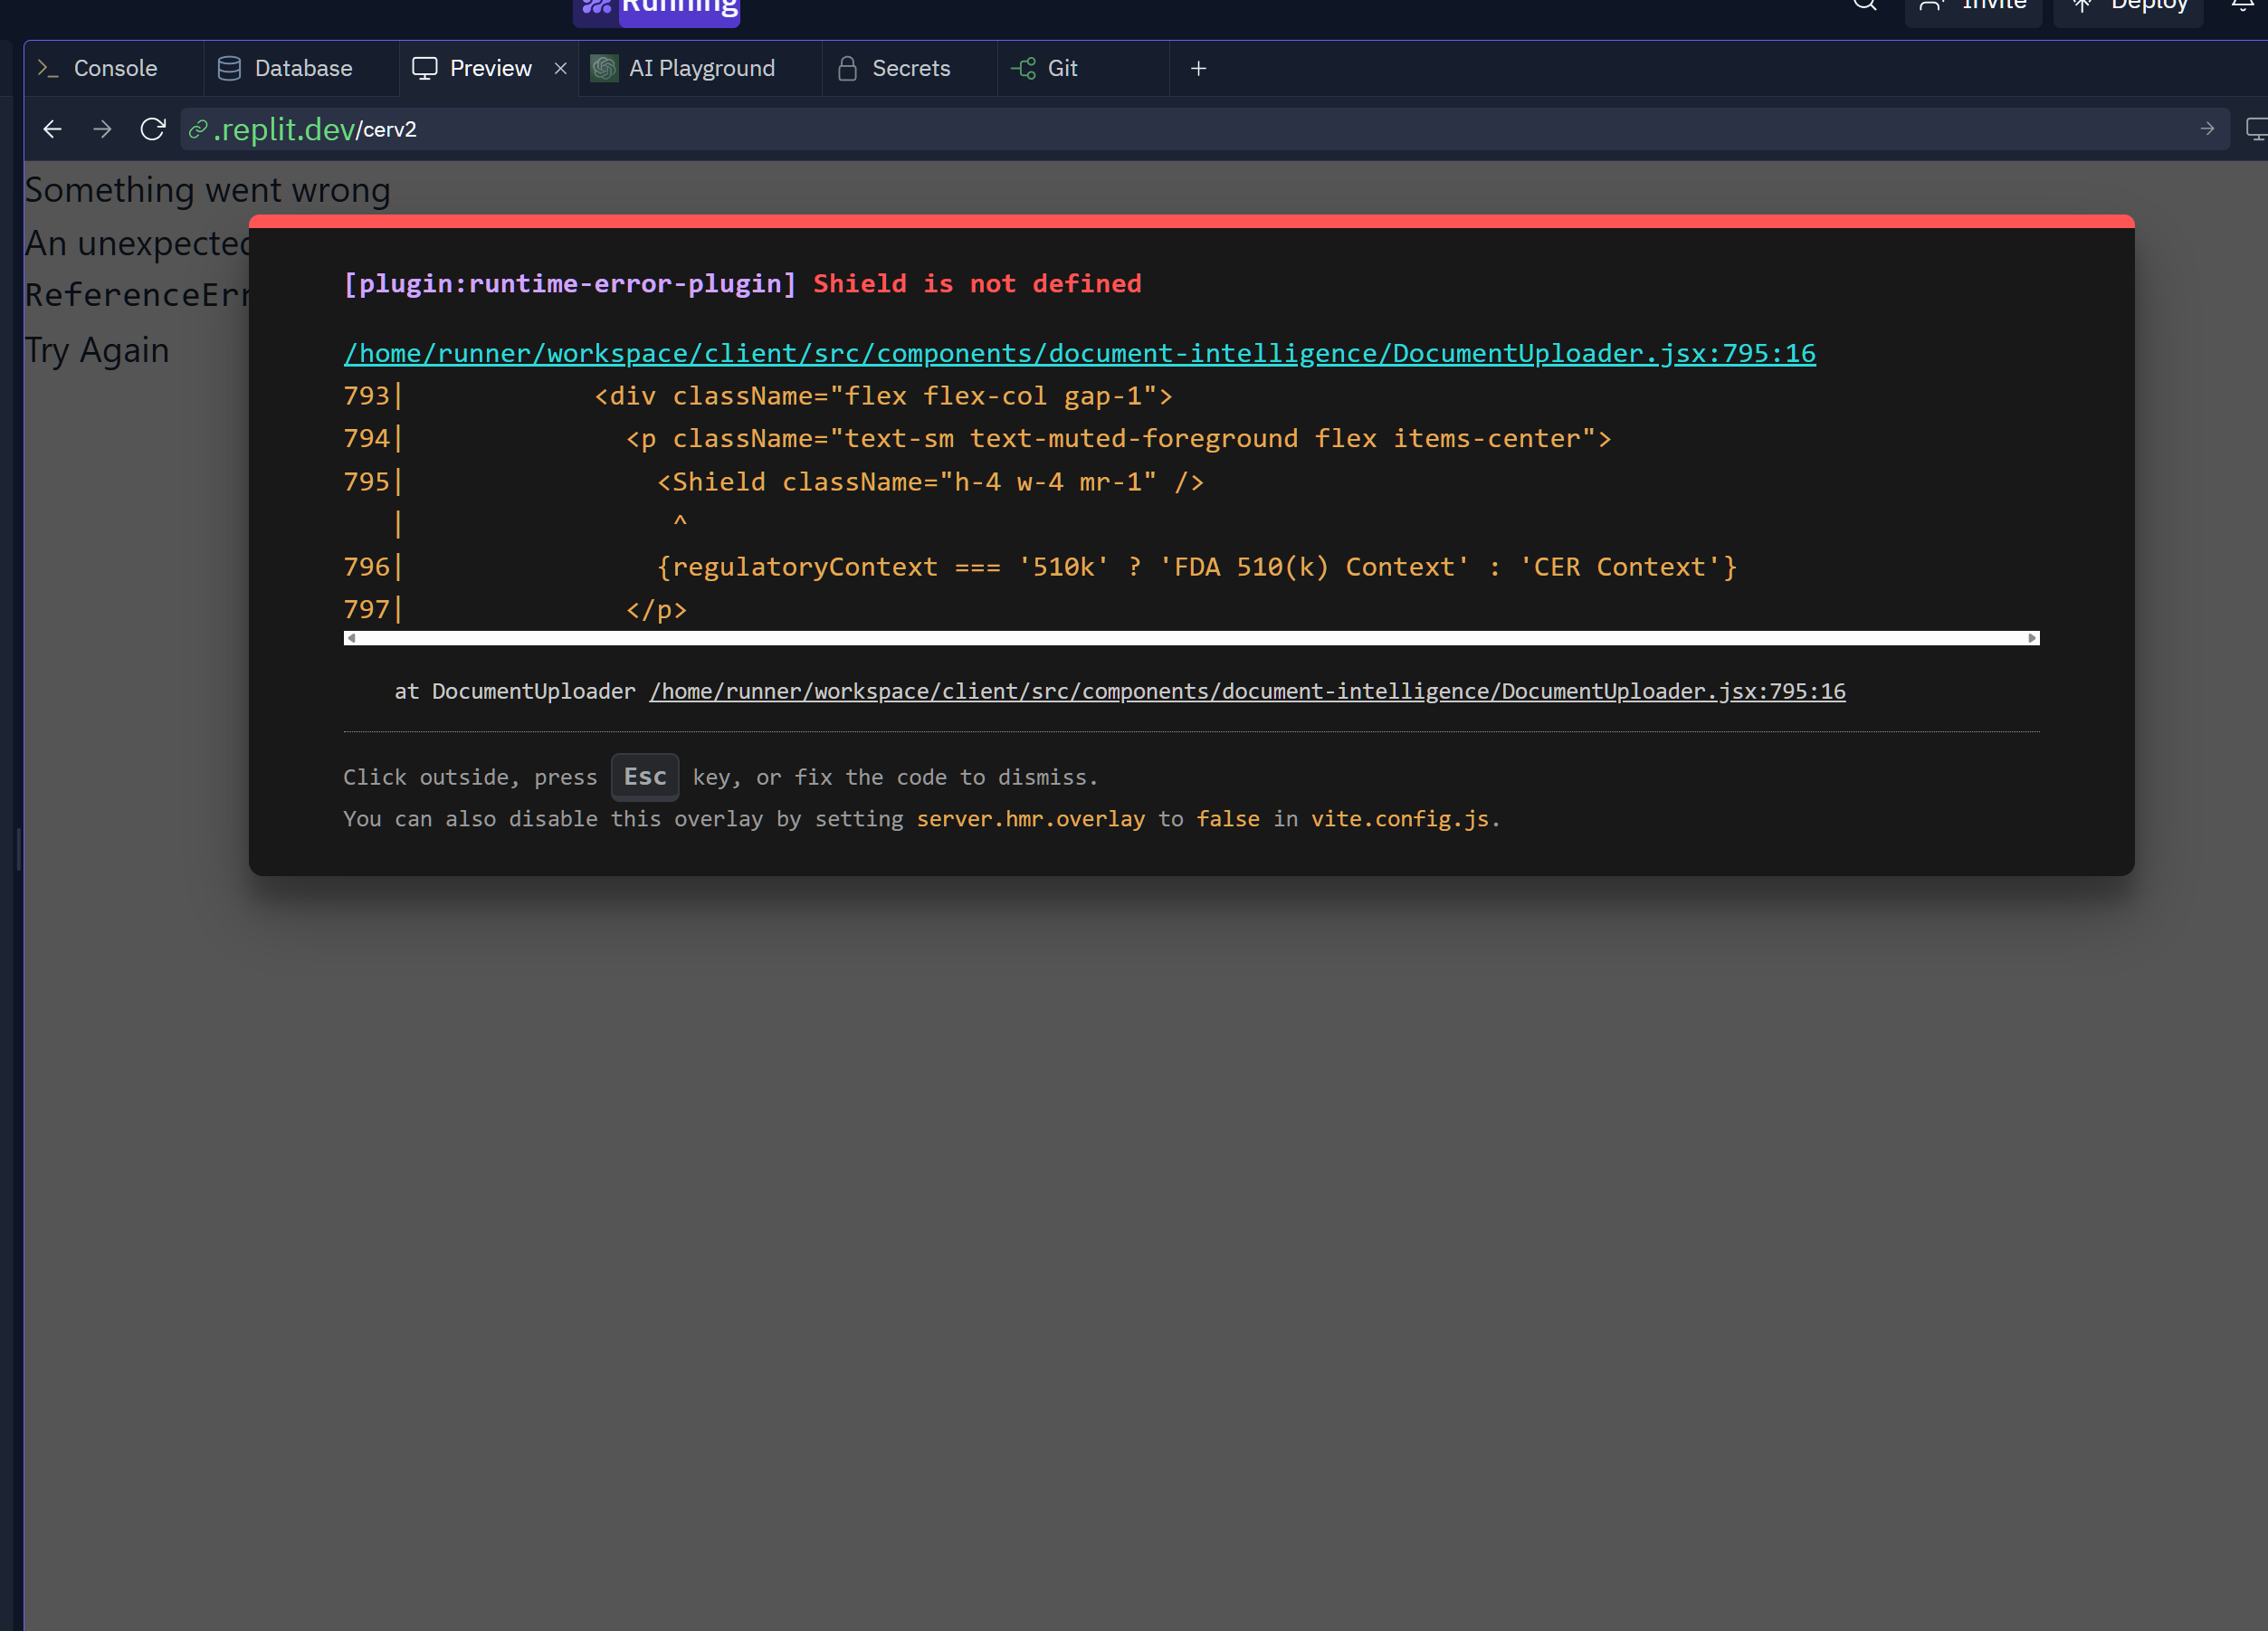 Running
Invite
Deploy
Console
Database
Preview
AI Playground
Secrets
Git
.replit.dev/cerv2
Something went wrong
An unexpected
ReferenceErr
Try Again
[plugin:runtime-error-plugin] Shield is not defined
/home/runner/workspace/client/src/components/document-intelligence/DocumentUploader.jsx:795:16
793|            <div className="flex flex-col gap-1">
794|              <p className="text-sm text-muted-foreground flex items-center">
795|                <Shield className="h-4 w-4 mr-1" />
   |                 ^
796|                {regulatoryContext === '510k' ? 'FDA 510(k) Context' : 'CER Context'}
797|              </p>
at DocumentUploader /home/runner/workspace/client/src/components/document-intelligence/DocumentUploader.jsx:795:16
Click outside, press Esc key, or fix the code to dismiss.
You can also disable this overlay by setting server.hmr.overlay to false in vite.config.js.